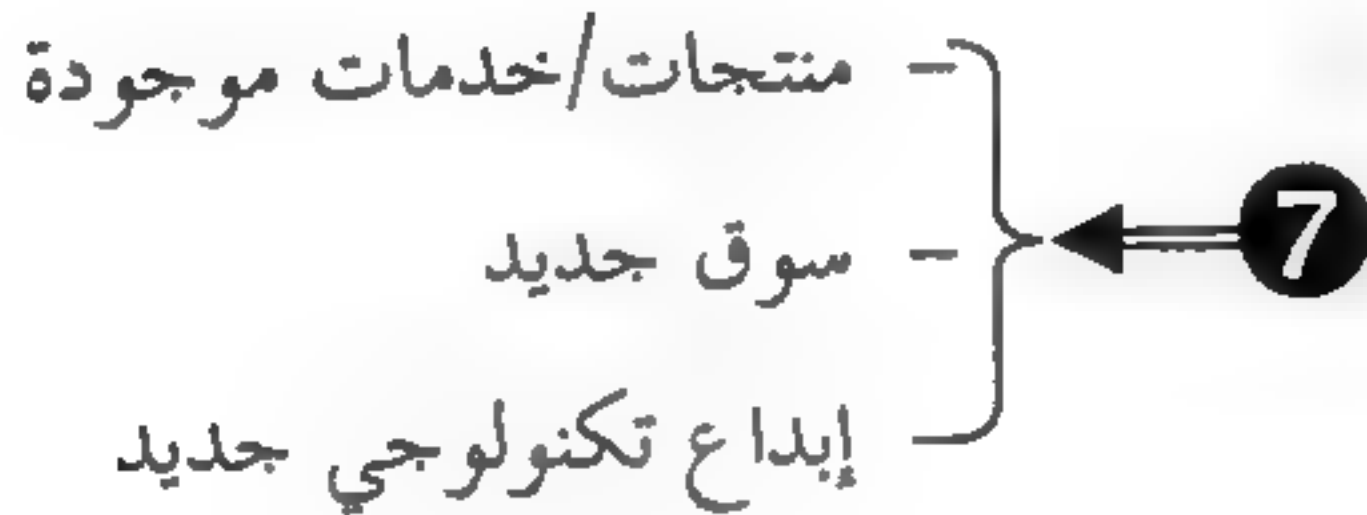 - منتجات/خدمات موجودة
7
- سوق جديد
إبداع تكنولوجي جديد